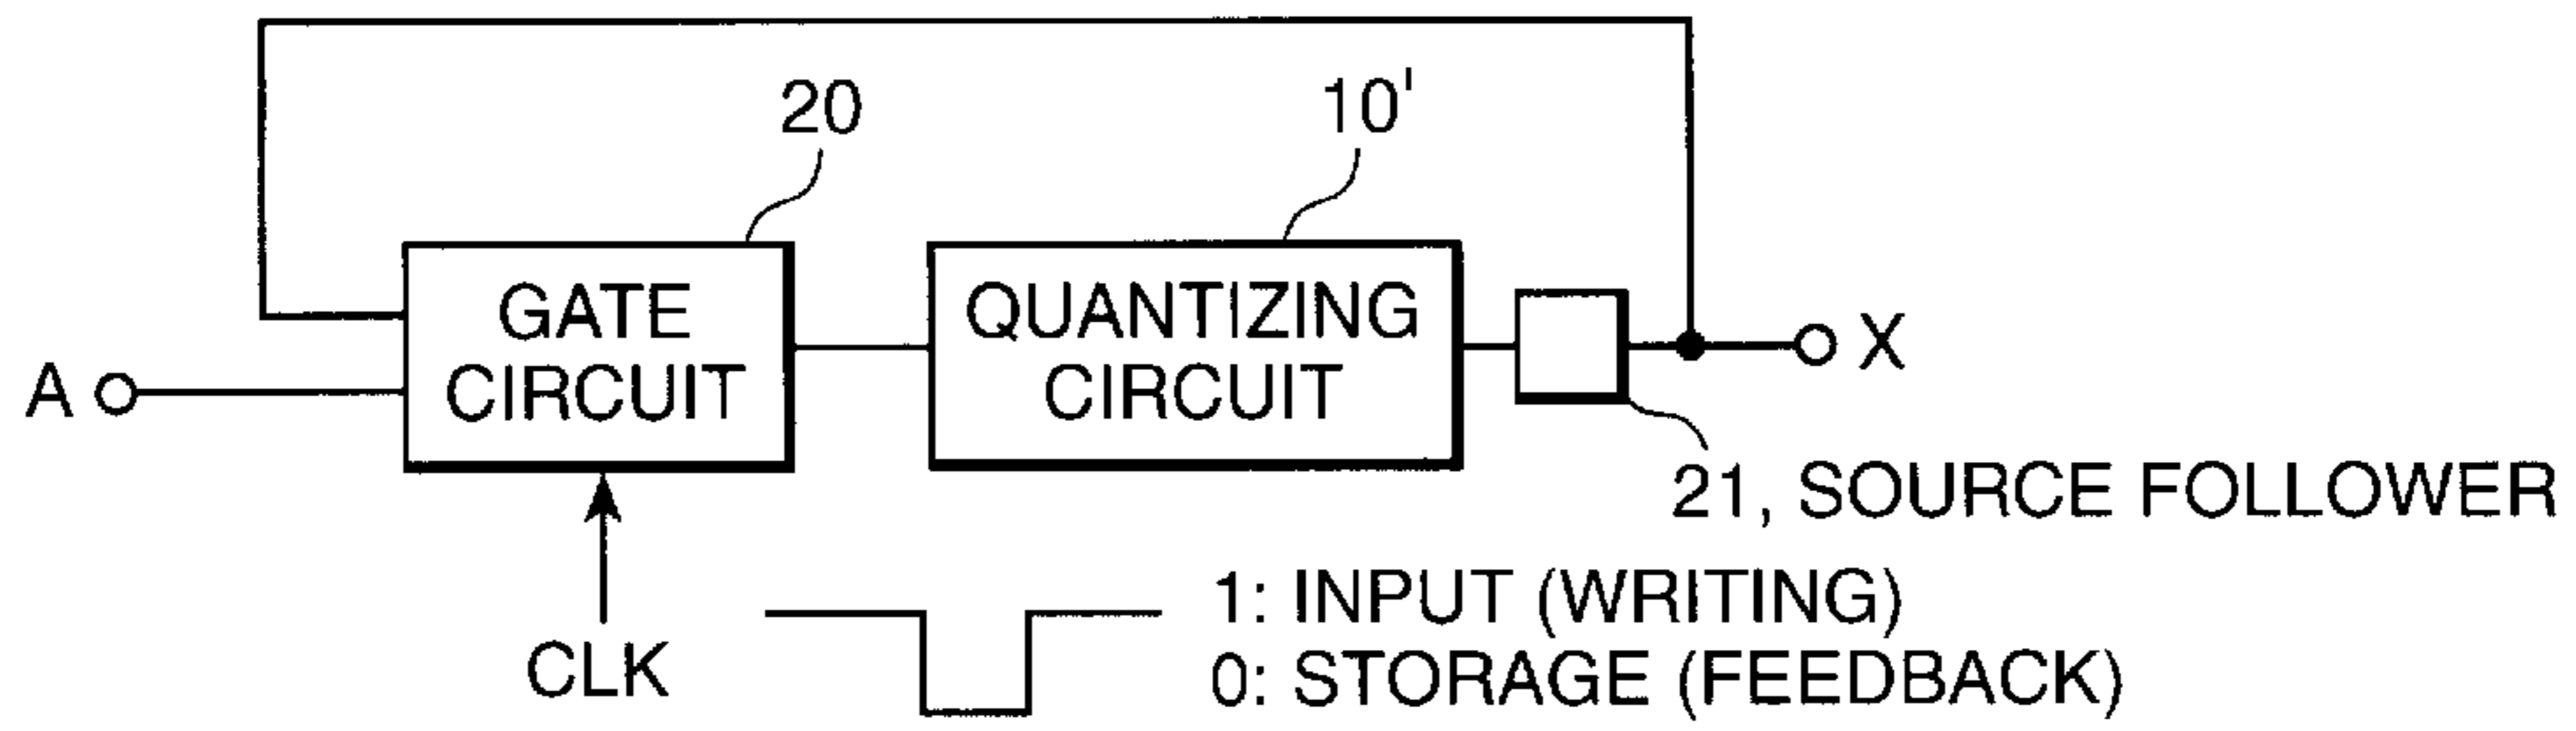 20
10'
GATE
CIRCUIT
QUANTIZING
CIRCUIT
A
X
21, SOURCE FOLLOWER
CLK
1: INPUT (WRITING)
0: STORAGE (FEEDBACK)